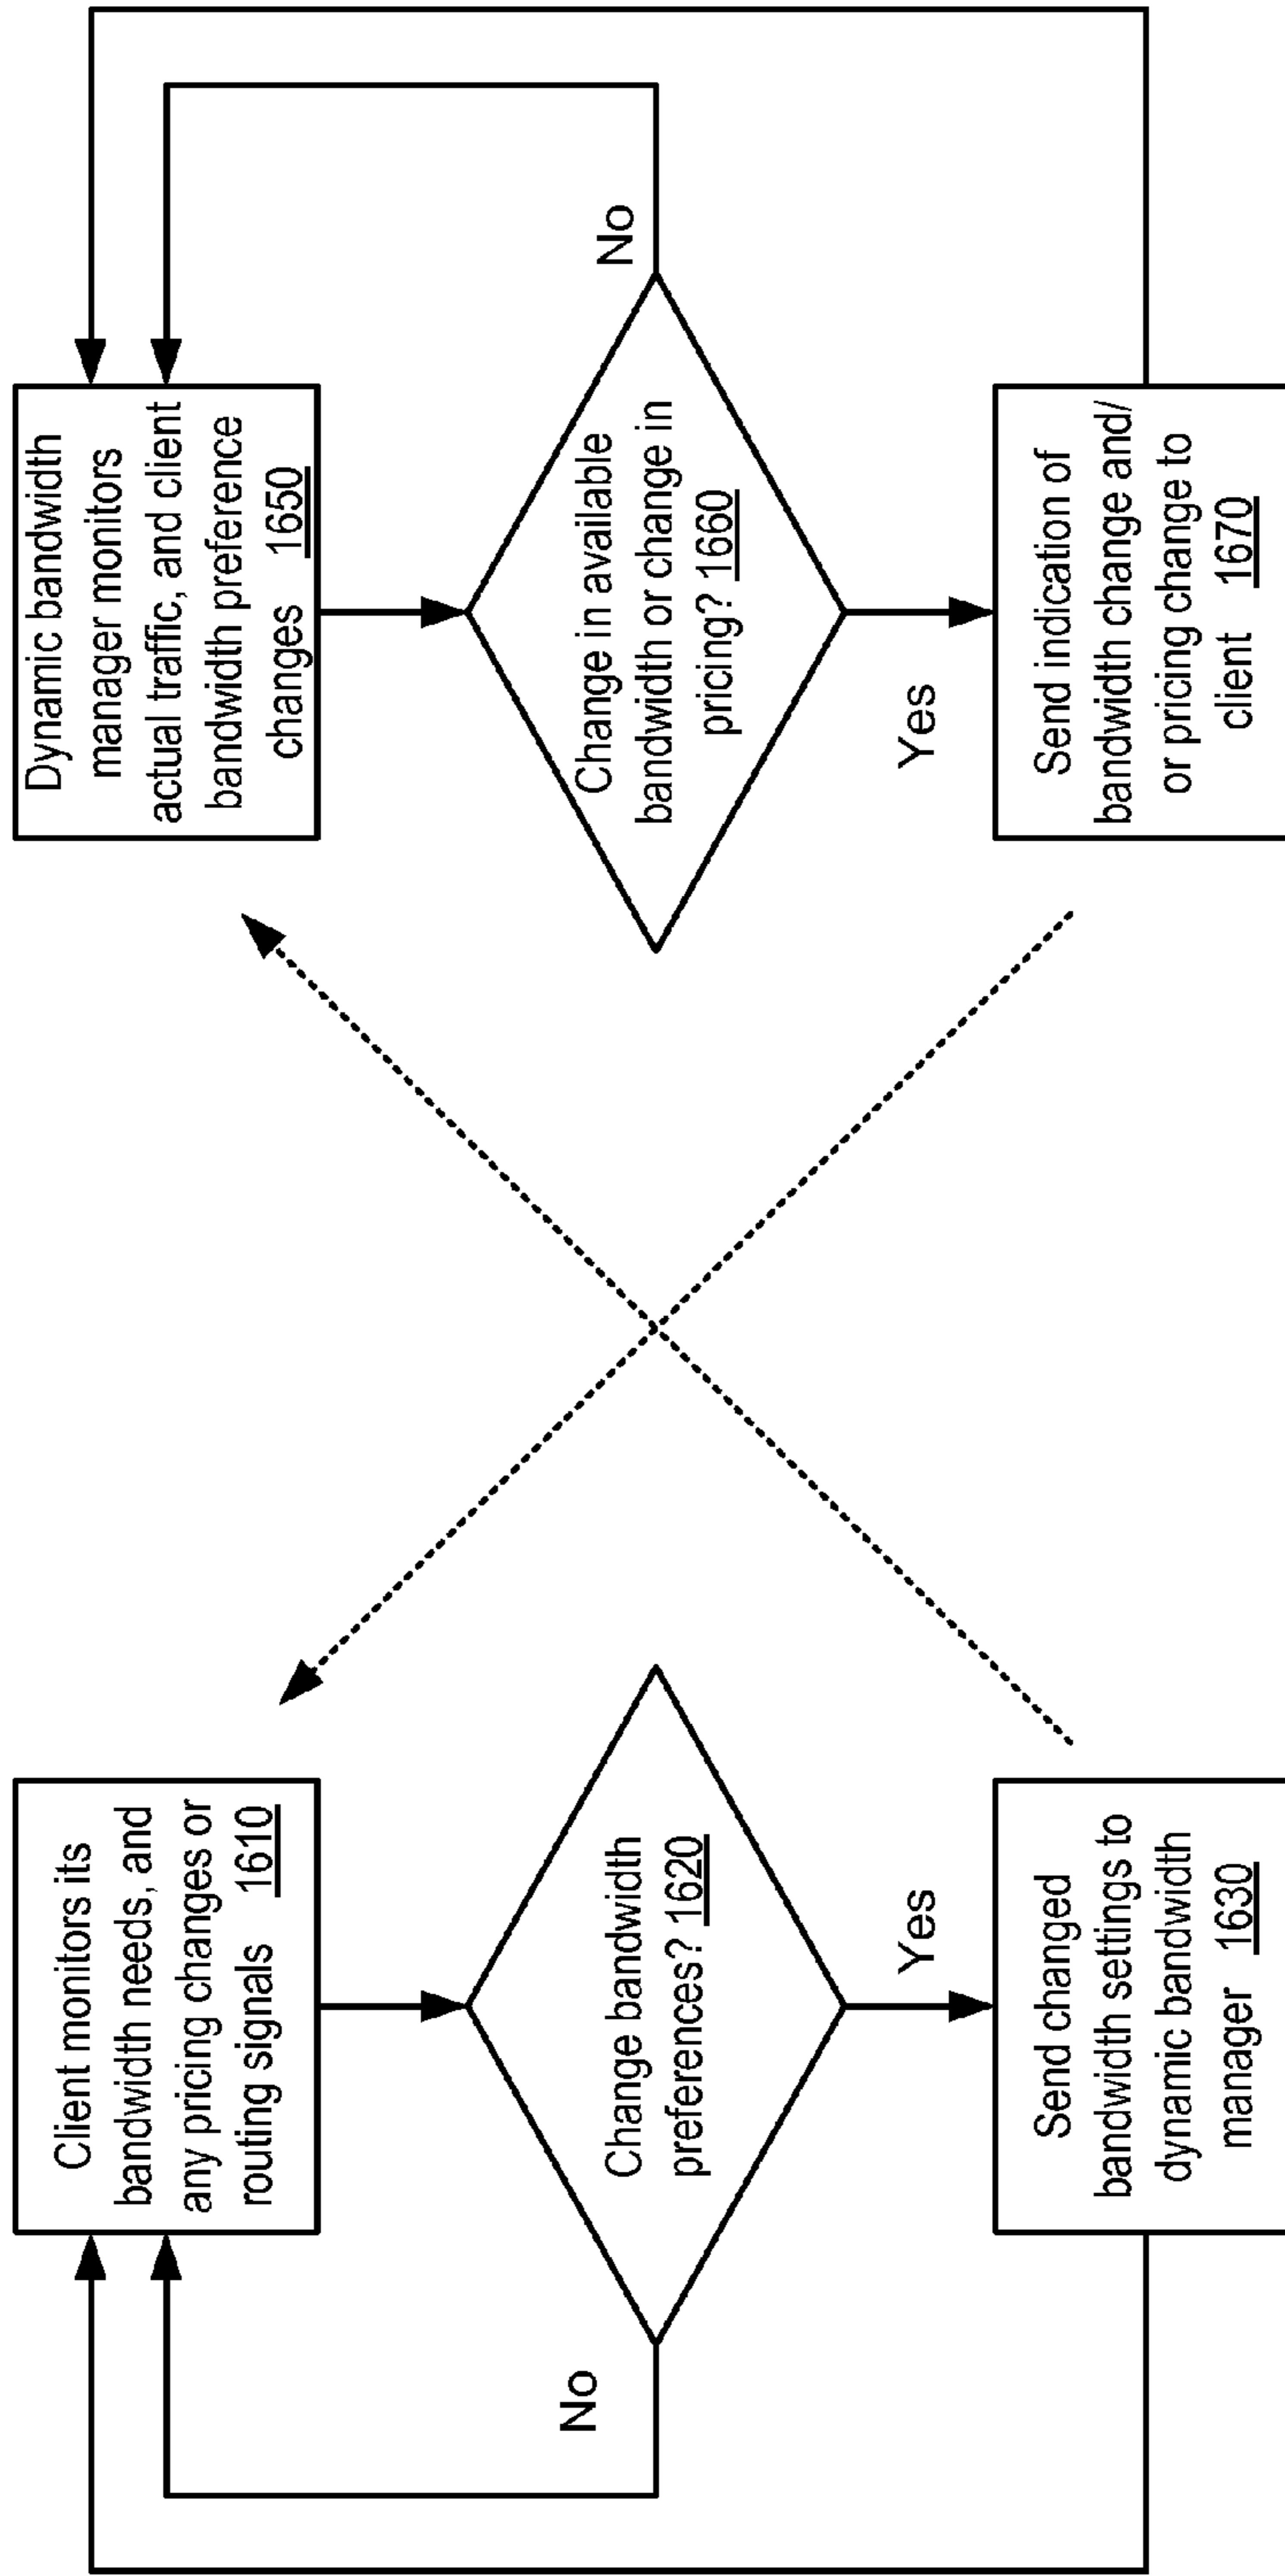 Client monitors its
bandwidth needs, and
any pricing changes or
routing signals 1610
Change bandwidth
preferences? 1620
No
Yes
Send changed
bandwidth settings to
dynamic bandwidth
manager 1630
Dynamic bandwidth
manager monitors
actual traffic, and client
bandwidth preference
changes 1650
Change in available
bandwidth or change in
pricing? 1660
No
Yes
Send indication of
bandwidth change and/
or pricing change to
client 1670